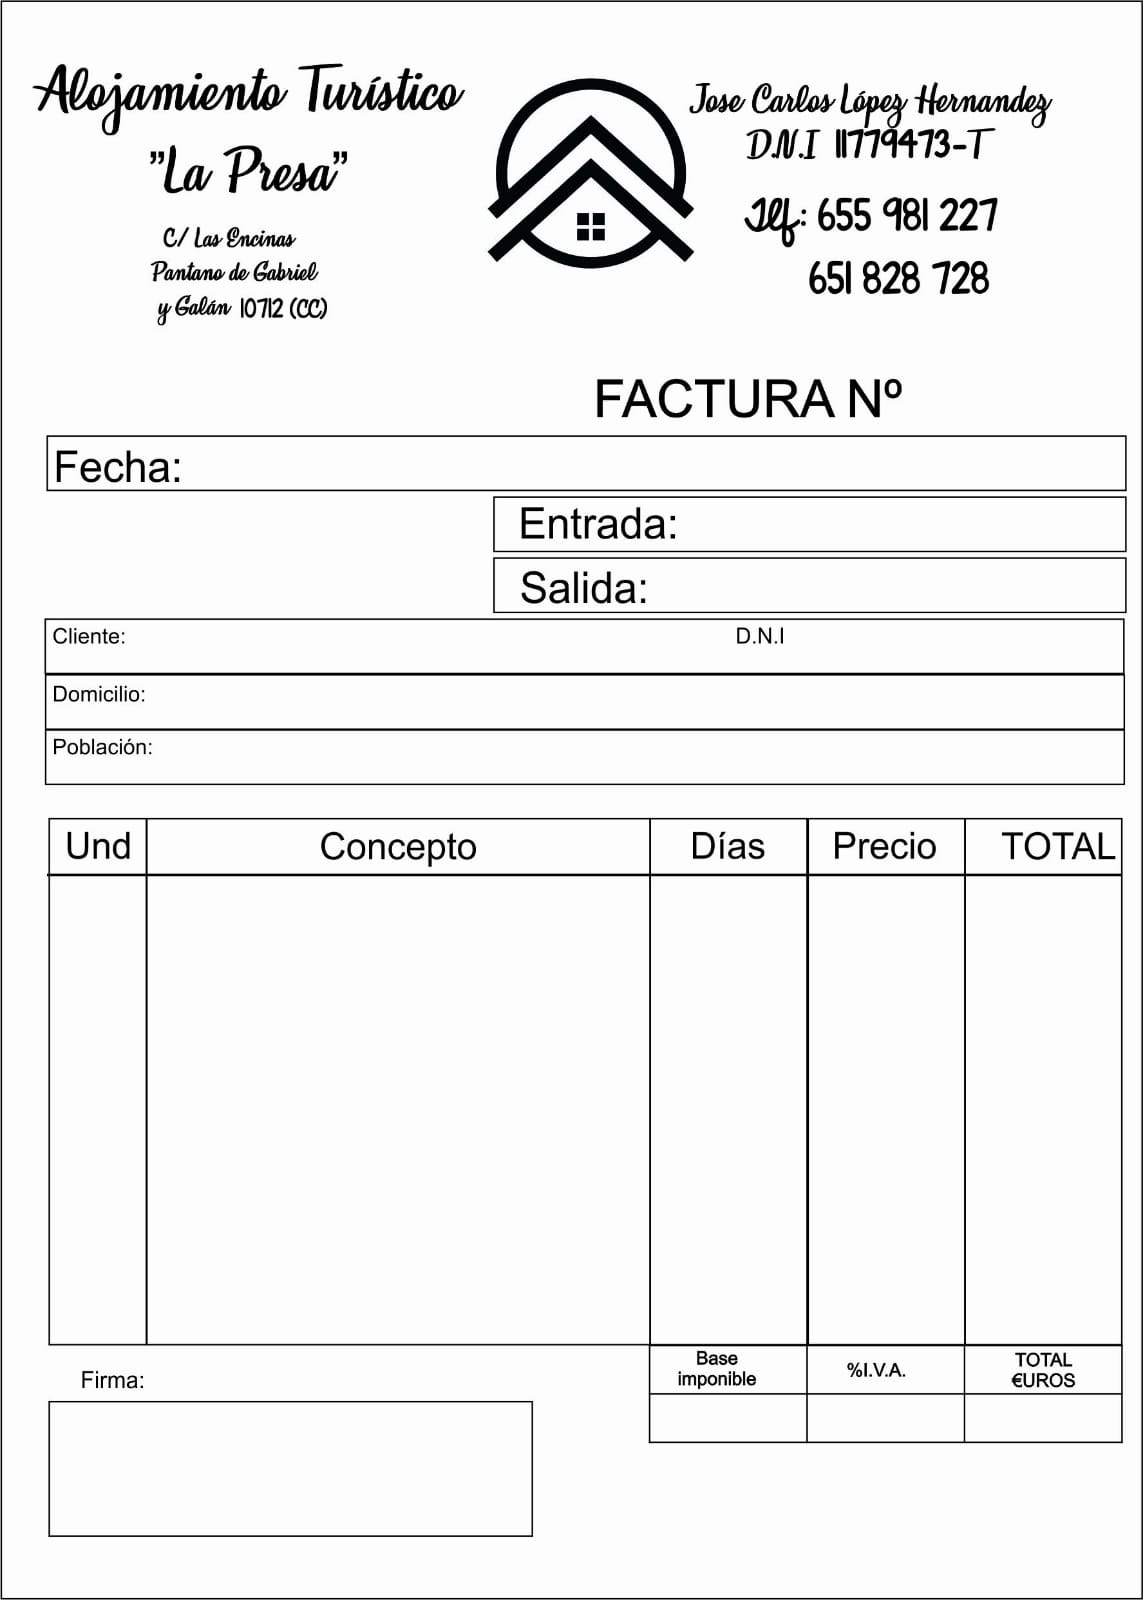 Alojamiento Turístico
"La Presa"
C/ Las Encinas
Pantano de Gabriel
y Galán 10712 (CC)
Jose Carlos López Hernandez
D.N.I 11779473-T
Tlf: 655 981 227
651 828 728
FACTURA Nº
Fecha:
Entrada:
Salida:
Cliente: D.N.I
Domicilio:
Población:
Und Concepto Días Precio TOTAL
Base imponible %I.V.A. TOTAL €UROS
Firma: